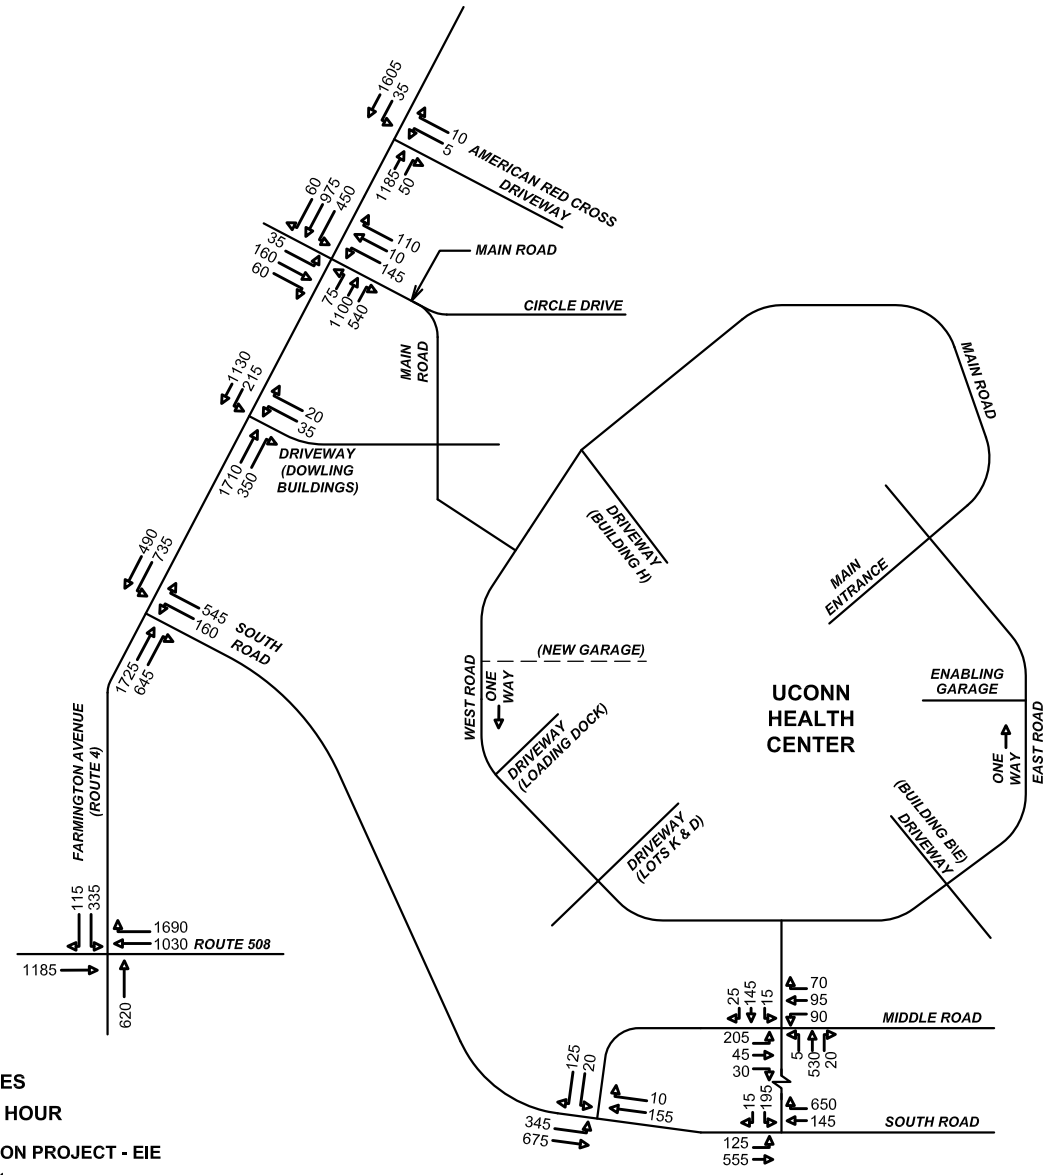 1605
35
10
5
AMERICAN RED CROSS
DRIVEWAY
1185
50
60
975
450
35
160
60
110
10
145
MAIN ROAD
75
1100
540
CIRCLE DRIVE
MAIN
ROAD
MAIN ROAD
1130
215
20
35
DRIVEWAY
(DOWLING
BUILDINGS)
1710
350
DRIVEWAY
(BUILDING H)
490
735
MAIN
ENTRANCE
545
160
SOUTH
ROAD
1725
645
(NEW GARAGE)
WEST ROAD
ONE
WAY
ENABLING
GARAGE
UCONN
HEALTH
CENTER
DRIVEWAY
(LOADING DOCK)
ONE
WAY
EAST ROAD
FARMINGTON AVENUE
(ROUTE 4)
DRIVEWAY
(LOTS K & D)
(BUILDING B\E)
DRIVEWAY
115
335
1690
1030 ROUTE 508
1185
620
25
145
15
70
95
90
MIDDLE ROAD
205
45
30
5
530
20
125
20
10
155
345
675
15
195
650
145
SOUTH ROAD
125
555
ES
HOUR
ON PROJECT - EIE